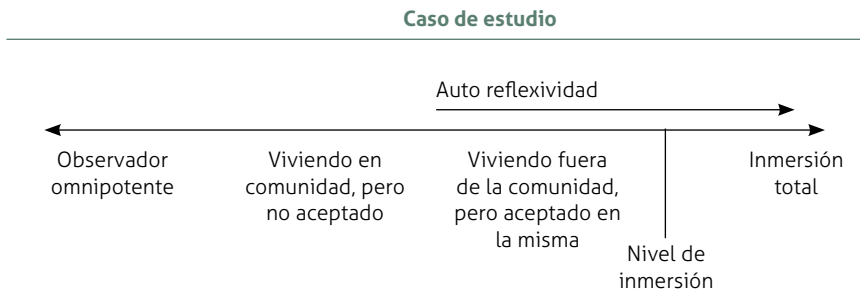 Caso de estudio
Auto reflexividad
Observador
omnipotente
Viviendo en
comunidad, pero
no aceptado
Viviendo fuera
de la comunidad,
pero aceptado en
la misma
Inmersión
total
Nivel de
inmersión